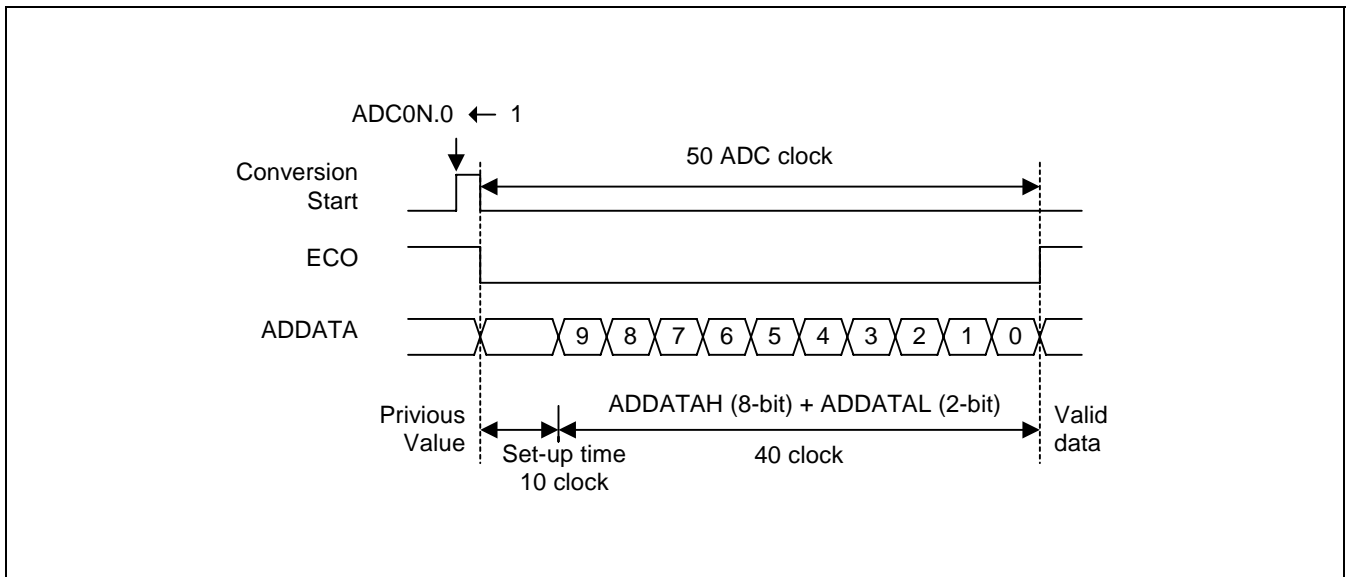 ADC0N.0 ← 1
50 ADC clock
Conversion
Start
ECO
ADDATA
9 8 7 6 5 4 3 2 1 0
Privious
Value
ADDATAH (8-bit) + ADDATAL (2-bit)
Valid
data
Set-up time
10 clock
40 clock